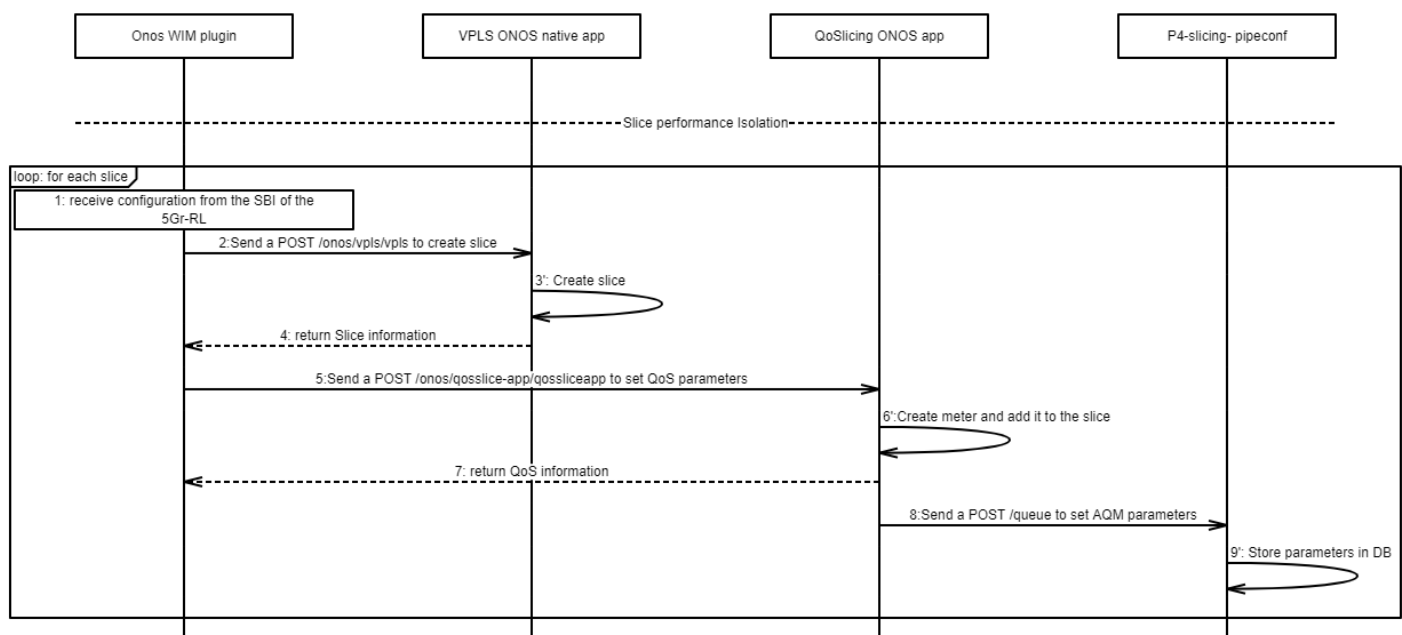 Onos WIM plugin
VPLS ONOS native app
QoSlicing ONOS app
P4-slicing- pipeconf
Slice performance Isolation
loop: for each slice
1: receive configuration from the SBI of the
5Gr-RL
2:Send a POST /onos/vpls/vpls to create slice
3': Create slice
4: return Slice information
5:Send a POST /onos/qosslice-app/qossliceapp to set QoS parameters
6':Create meter and add it to the slice
7: return QoS information
8:Send a POST /queue to set AQM parameters
9': Store parameters in DB